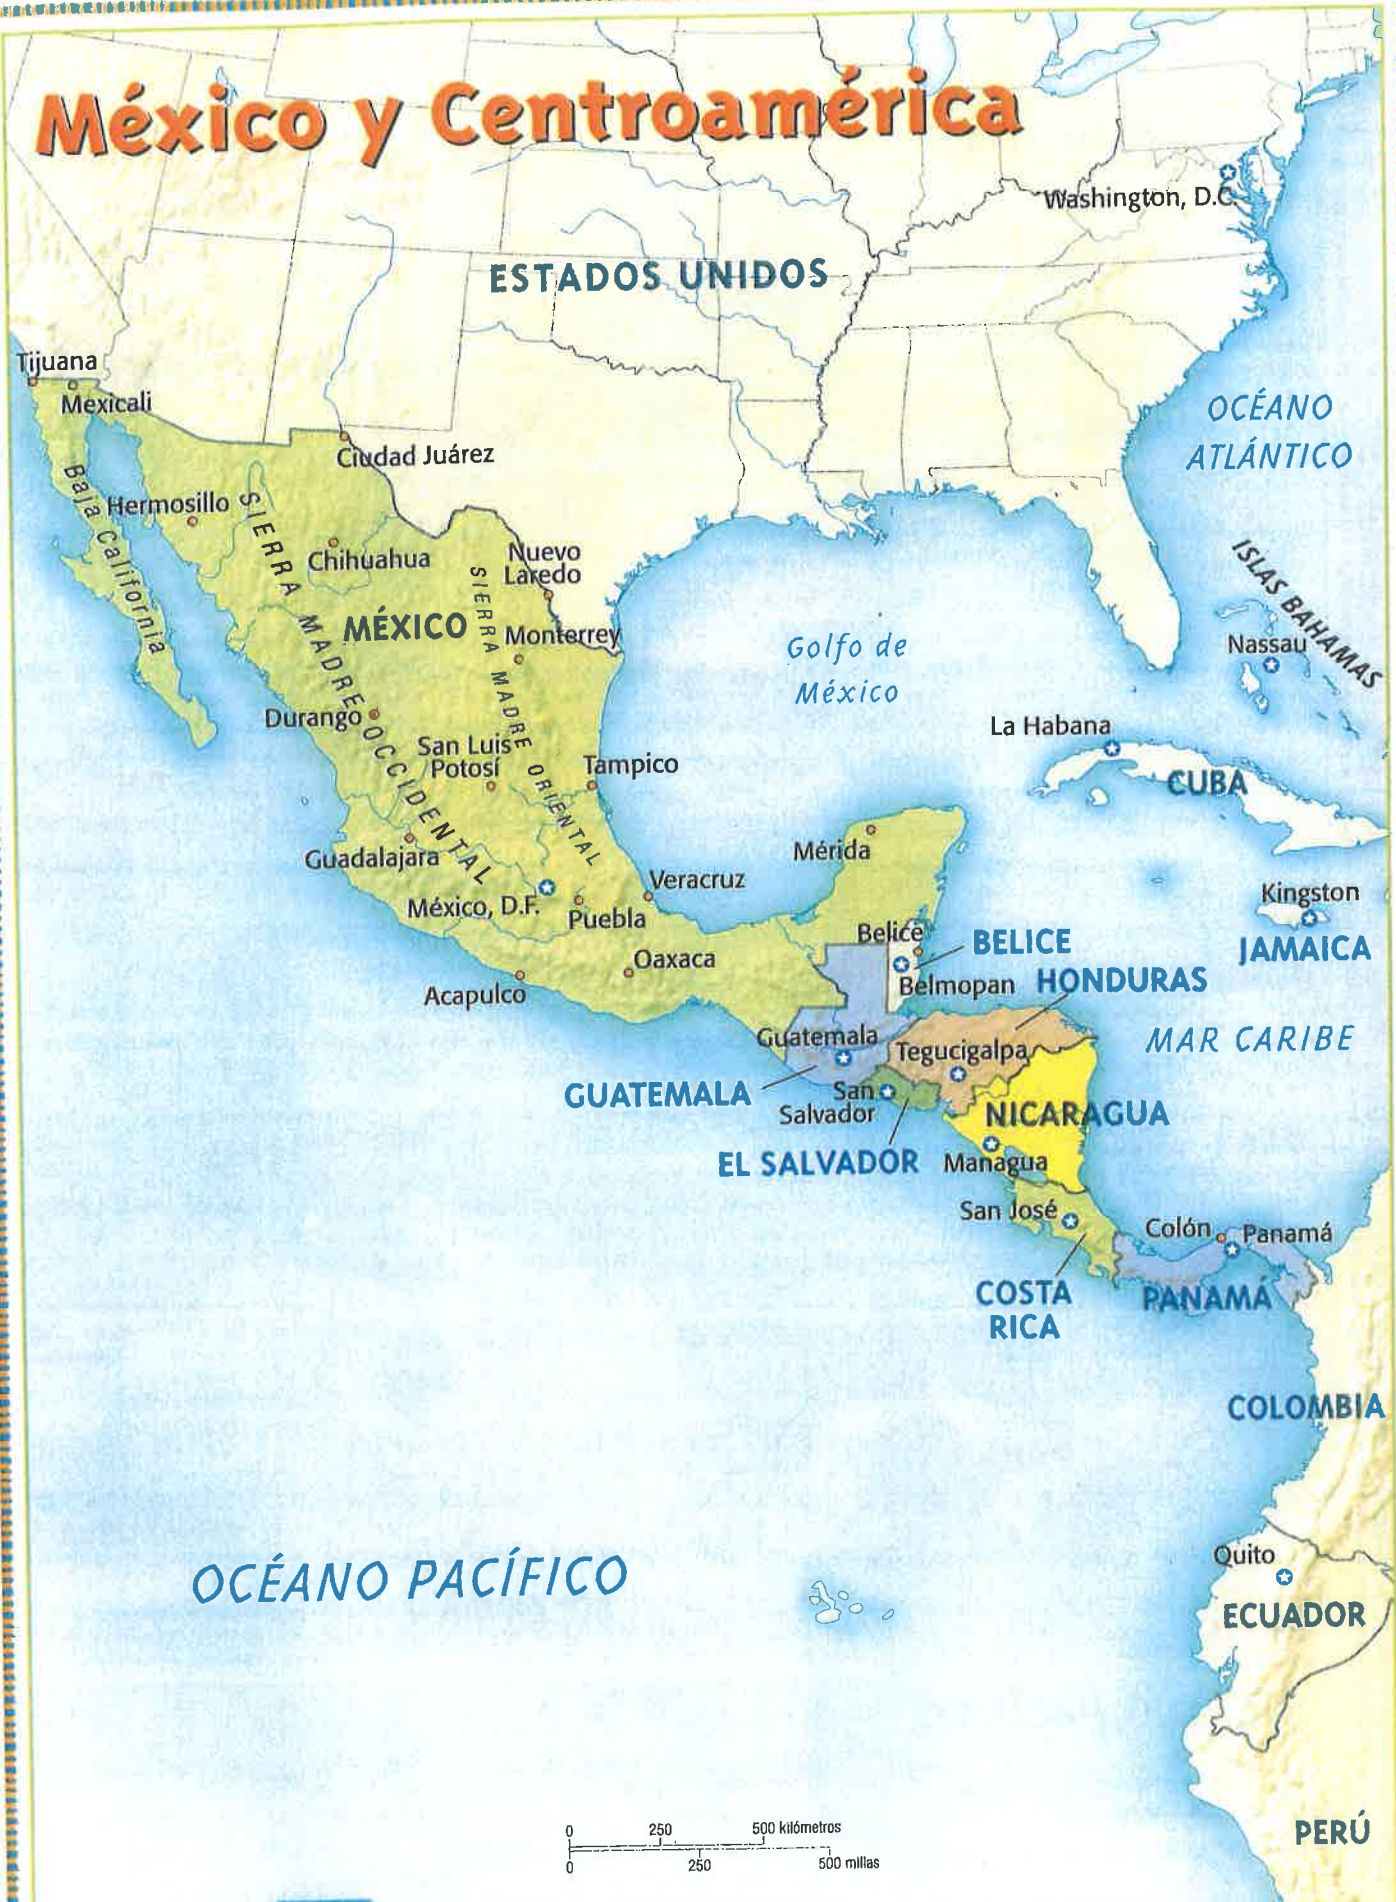 México y Centroamérica
Washington, D.C.
ESTADOS UNIDOS
Tijuana
Mexicali
OCÉANO
ATLÁNTICO
Ciudad Juárez
Baja California
Hermosillo
SIERRA MADRE OCCIDENTAL
Chihuahua
Nuevo
Laredo
SIERRA MADRE ORIENTAL
ISLAS BAHAMAS
MÉXICO
Monterrey
Golfo de
México
Nassau
Durango
La Habana
San Luis
Potosí
Tampico
CUBA
Guadalajara
Mérida
Veracruz
Kingston
México, D.F.
Puebla
Belice
BELICE
JAMAICA
Oaxaca
Acapulco
Belmopan
HONDURAS
Guatemala
Tegucigalpa
MAR CARIBE
GUATEMALA
San
Salvador
NICARAGUA
EL SALVADOR
Managua
San José
Colón
Panamá
COSTA
RICA
PANAMÁ
COLOMBIA
Quito
OCÉANO PACÍFICO
ECUADOR
0 250 500 kilómetros
0 250 500 millas
PERÚ